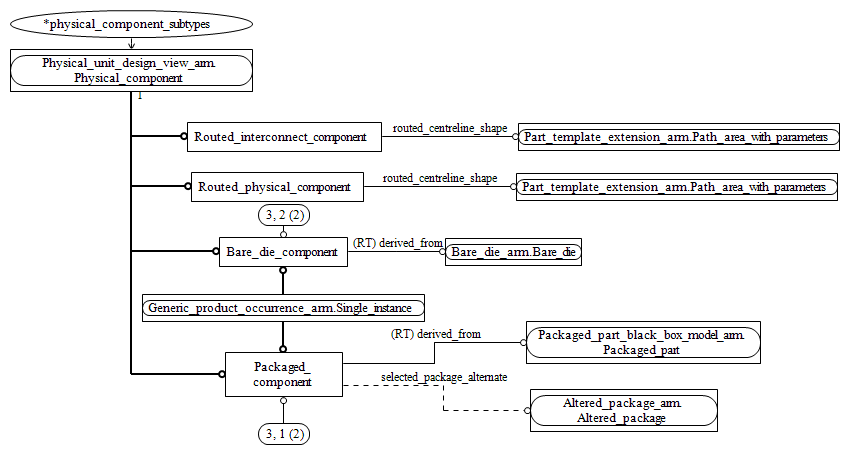 *physical_component_subtypes
Physical_unit_design_view_arm.
Physical_component
1
Routed_interconnect_component
routed_centreline_shape
Part_template_extension_arm.Path_area_with_parameters
Routed_physical_component
routed_centreline_shape
Part_template_extension_arm.Path_area_with_parameters
3, 2 (2)
Bare_die_component
(RT) derived_from
Bare_die_arm.Bare_die
Generic_product_occurrence_arm.Single_instance
(RT) derived_from
Packaged_part_black_box_model_arm.
Packaged_part
Packaged_
component
selected_package_alternate
Altered_package_arm.
Altered_package
3, 1 (2)